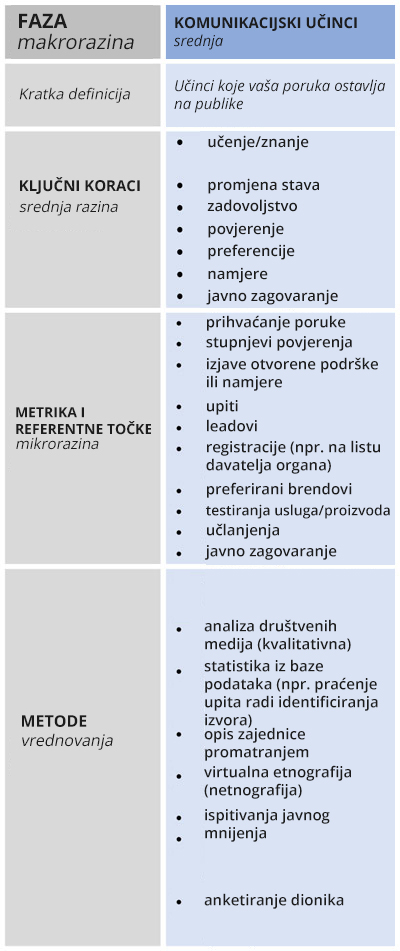 FAZA
makrorazina
KOMUNIKACIJSKI UČINCI
srednja
Kratka definicija
Učinci koje vaša poruka ostavlja
na publike
KLJUČNI KORACI
srednja razina
• učenje/znanje
• promjena stava
• zadovoljstvo
• povjerenje
• preferencije
• namjere
• javno zagovaranje
METRIKA I
REFERENTNE TOČKE
mikrorazina
• prihvaćanje poruke
• stupnjevi povjerenja
• izjave otvorene podrške
ili namjere
• upiti
• leadovi
• registracije (npr. na listu
davatelja organa)
• preferirani brendovi
• testiranja usluga/proizvoda
• učlanjenja
• javno zagovaranje
METODE
vrednovanja
• analiza društvenih
medija (kvalitativna)
• statistika iz baze
podataka (npr. praćenje
upita radi identificiranja
izvora)
• opis zajednice
promatranjem
• virtualna etnografija
(netnografija)
• ispitivanja javnog
• mnijenja
• anketiranje dionika